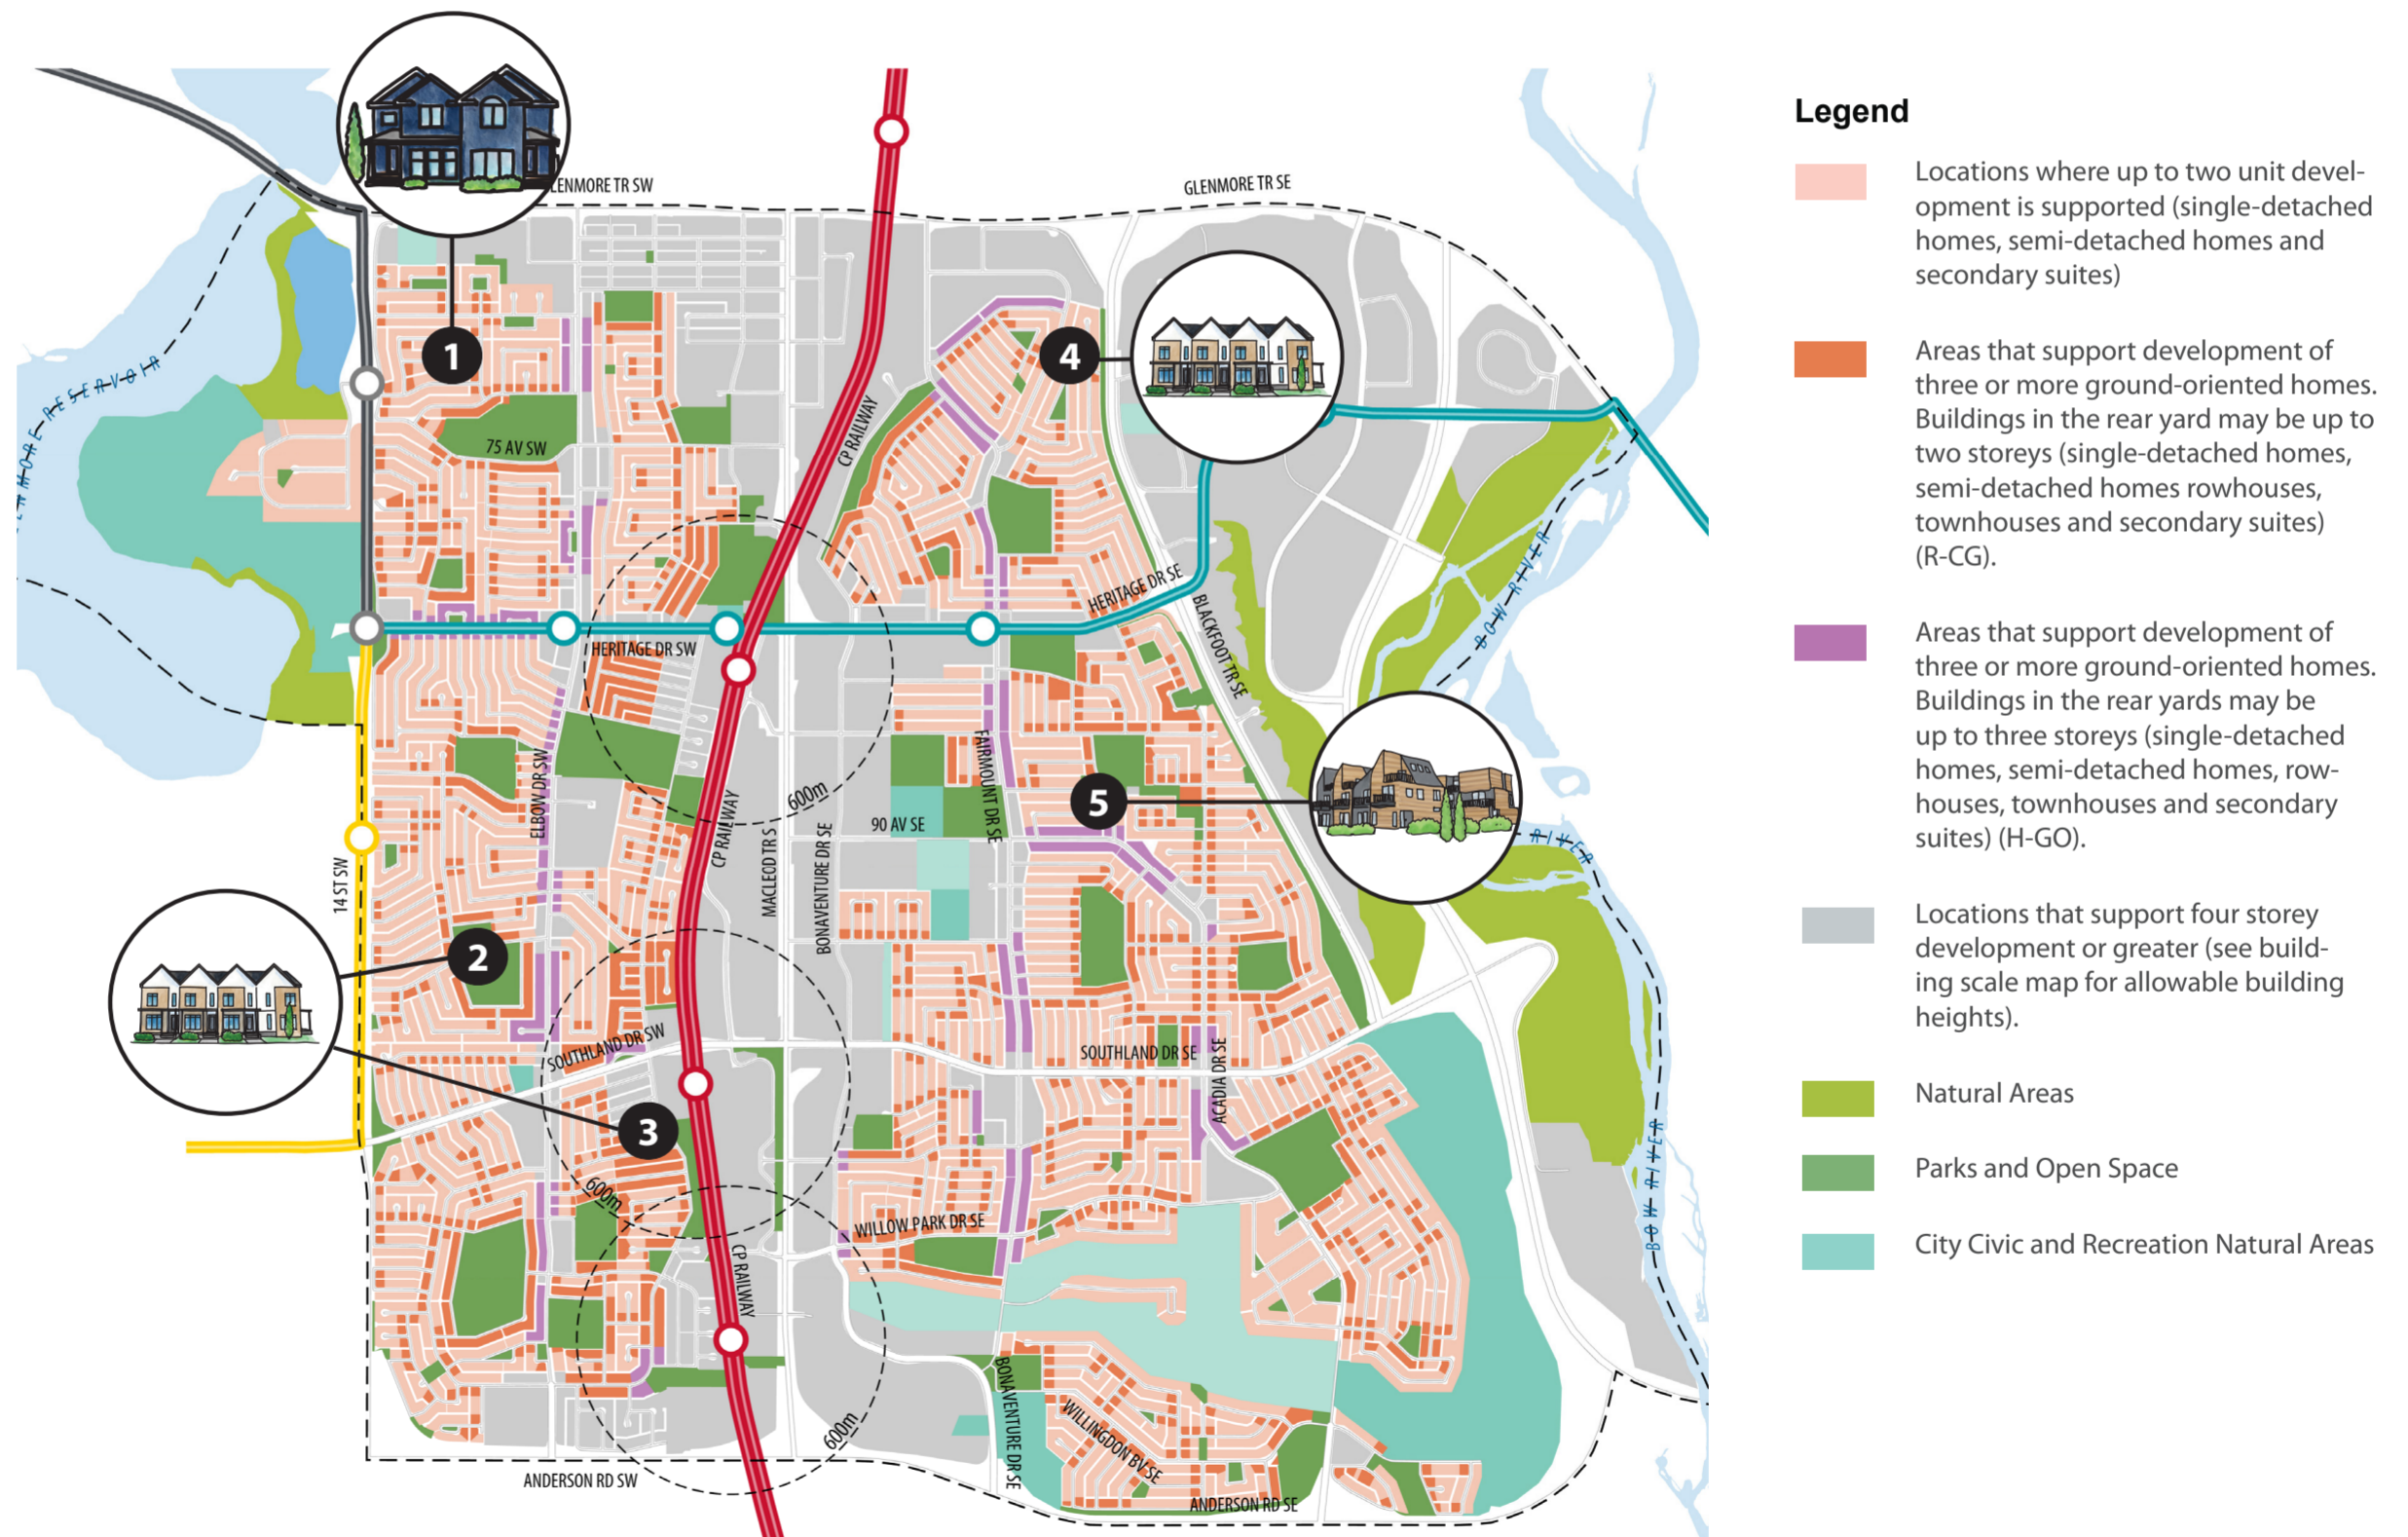 LENMORE TR SW
GLENMORE TR SE
1
4
75 AV SW
CP RAILWAY
HERITAGE DR SE
HERITAGE DR SW
BLACKFOOT TR SE
BOW RIVER
ENMORE RESERVOIR
ELBOW DR SW
FAIRMOUNT DR SE
600m
5
90 AV SE
CP RAILWAY
MACLEOD TR S
BONAVENTURE DR SE
RIVER
14 ST SW
2
SOUTHLAND DR SW
SOUTHLAND DR SE
ACADIA DR SE
3
600m
WILLOW PARK DR SE
CP RAILWAY
BOW RIVER
600m
BONAVENTURE DR SE
WILLINGDON BV SE
ANDERSON RD SW
ANDERSON RD SE
Legend
Locations where up to two unit devel-
opment is supported (single-detached
homes, semi-detached homes and
secondary suites)
Areas that support development of
three or more ground-oriented homes.
Buildings in the rear yard may be up to
two storeys (single-detached homes,
semi-detached homes rowhouses,
townhouses and secondary suites)
(R-CG).
Areas that support development of
three or more ground-oriented homes.
Buildings in the rear yards may be
up to three storeys (single-detached
homes, semi-detached homes, row-
houses, townhouses and secondary
suites) (H-GO).
Locations that support four storey
development or greater (see build-
ing scale map for allowable building
heights).
Natural Areas
Parks and Open Space
City Civic and Recreation Natural Areas